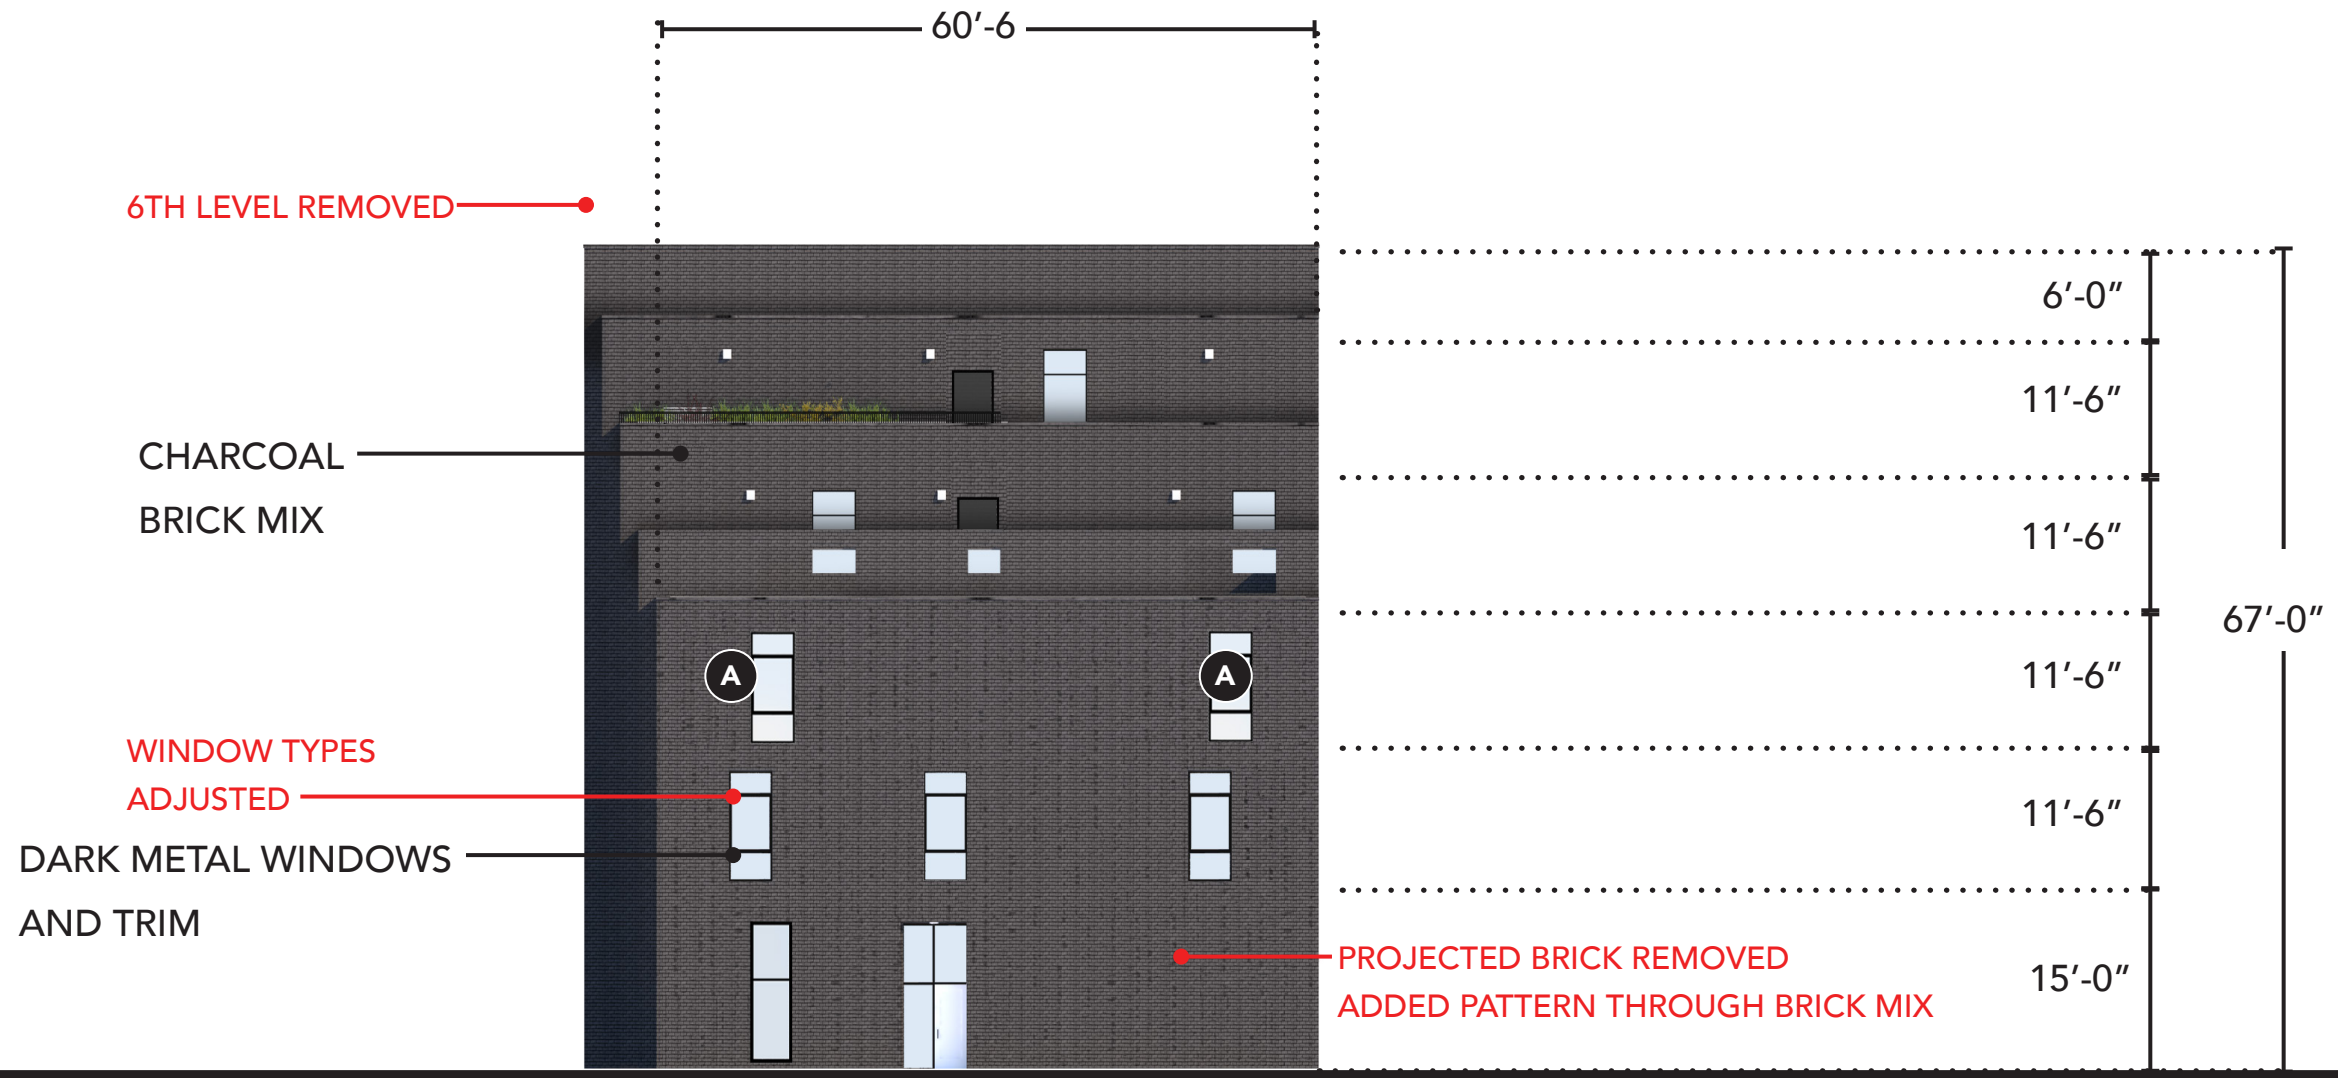 60’-6
6TH LEVEL REMOVED
6’-0”
11’-6”
CHARCOAL
BRICK MIX
11’-6”
67’-0”
A
A
11’-6”
WINDOW TYPES
ADJUSTED
11’-6”
DARK METAL WINDOWS
AND TRIM
PROJECTED BRICK REMOVED
ADDED PATTERN THROUGH BRICK MIX
15’-0”